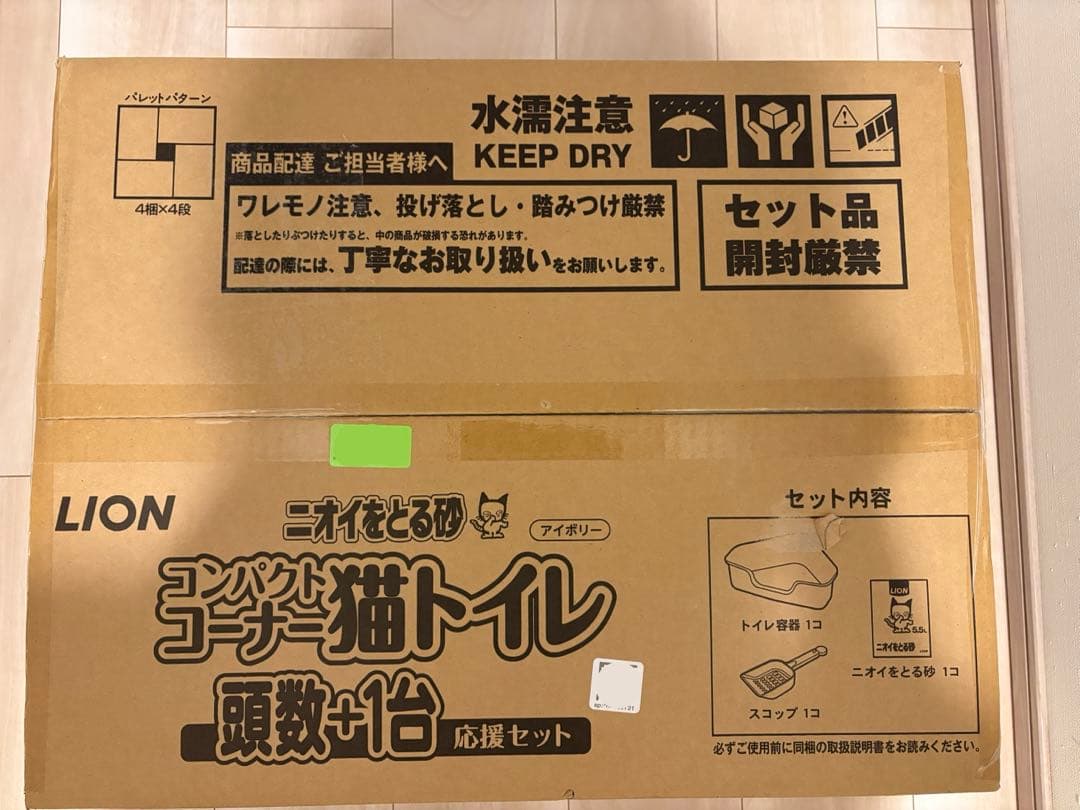 パレットパターン
4梱×4段
水濡注意
KEEP DRY
商品配達 ご担当者様へ
ワレモノ注意、投げ落とし・踏みつけ厳禁
※落としたりぶつけたりすると、中の商品が破損する恐れがあります。
配達の際には、丁寧なお取り扱いをお願いします。
セット品
開封厳禁
LION
ニオイをとる砂
アイボリー
コンパクト
コーナー猫トイレ
頭数+1台
応援セット
セット内容
トイレ容器 1コ
LION
5.5L
ニオイをとる砂
ニオイをとる砂 1コ
スコップ 1コ
必ずご使用前に同梱の取扱説明書をお読みください。